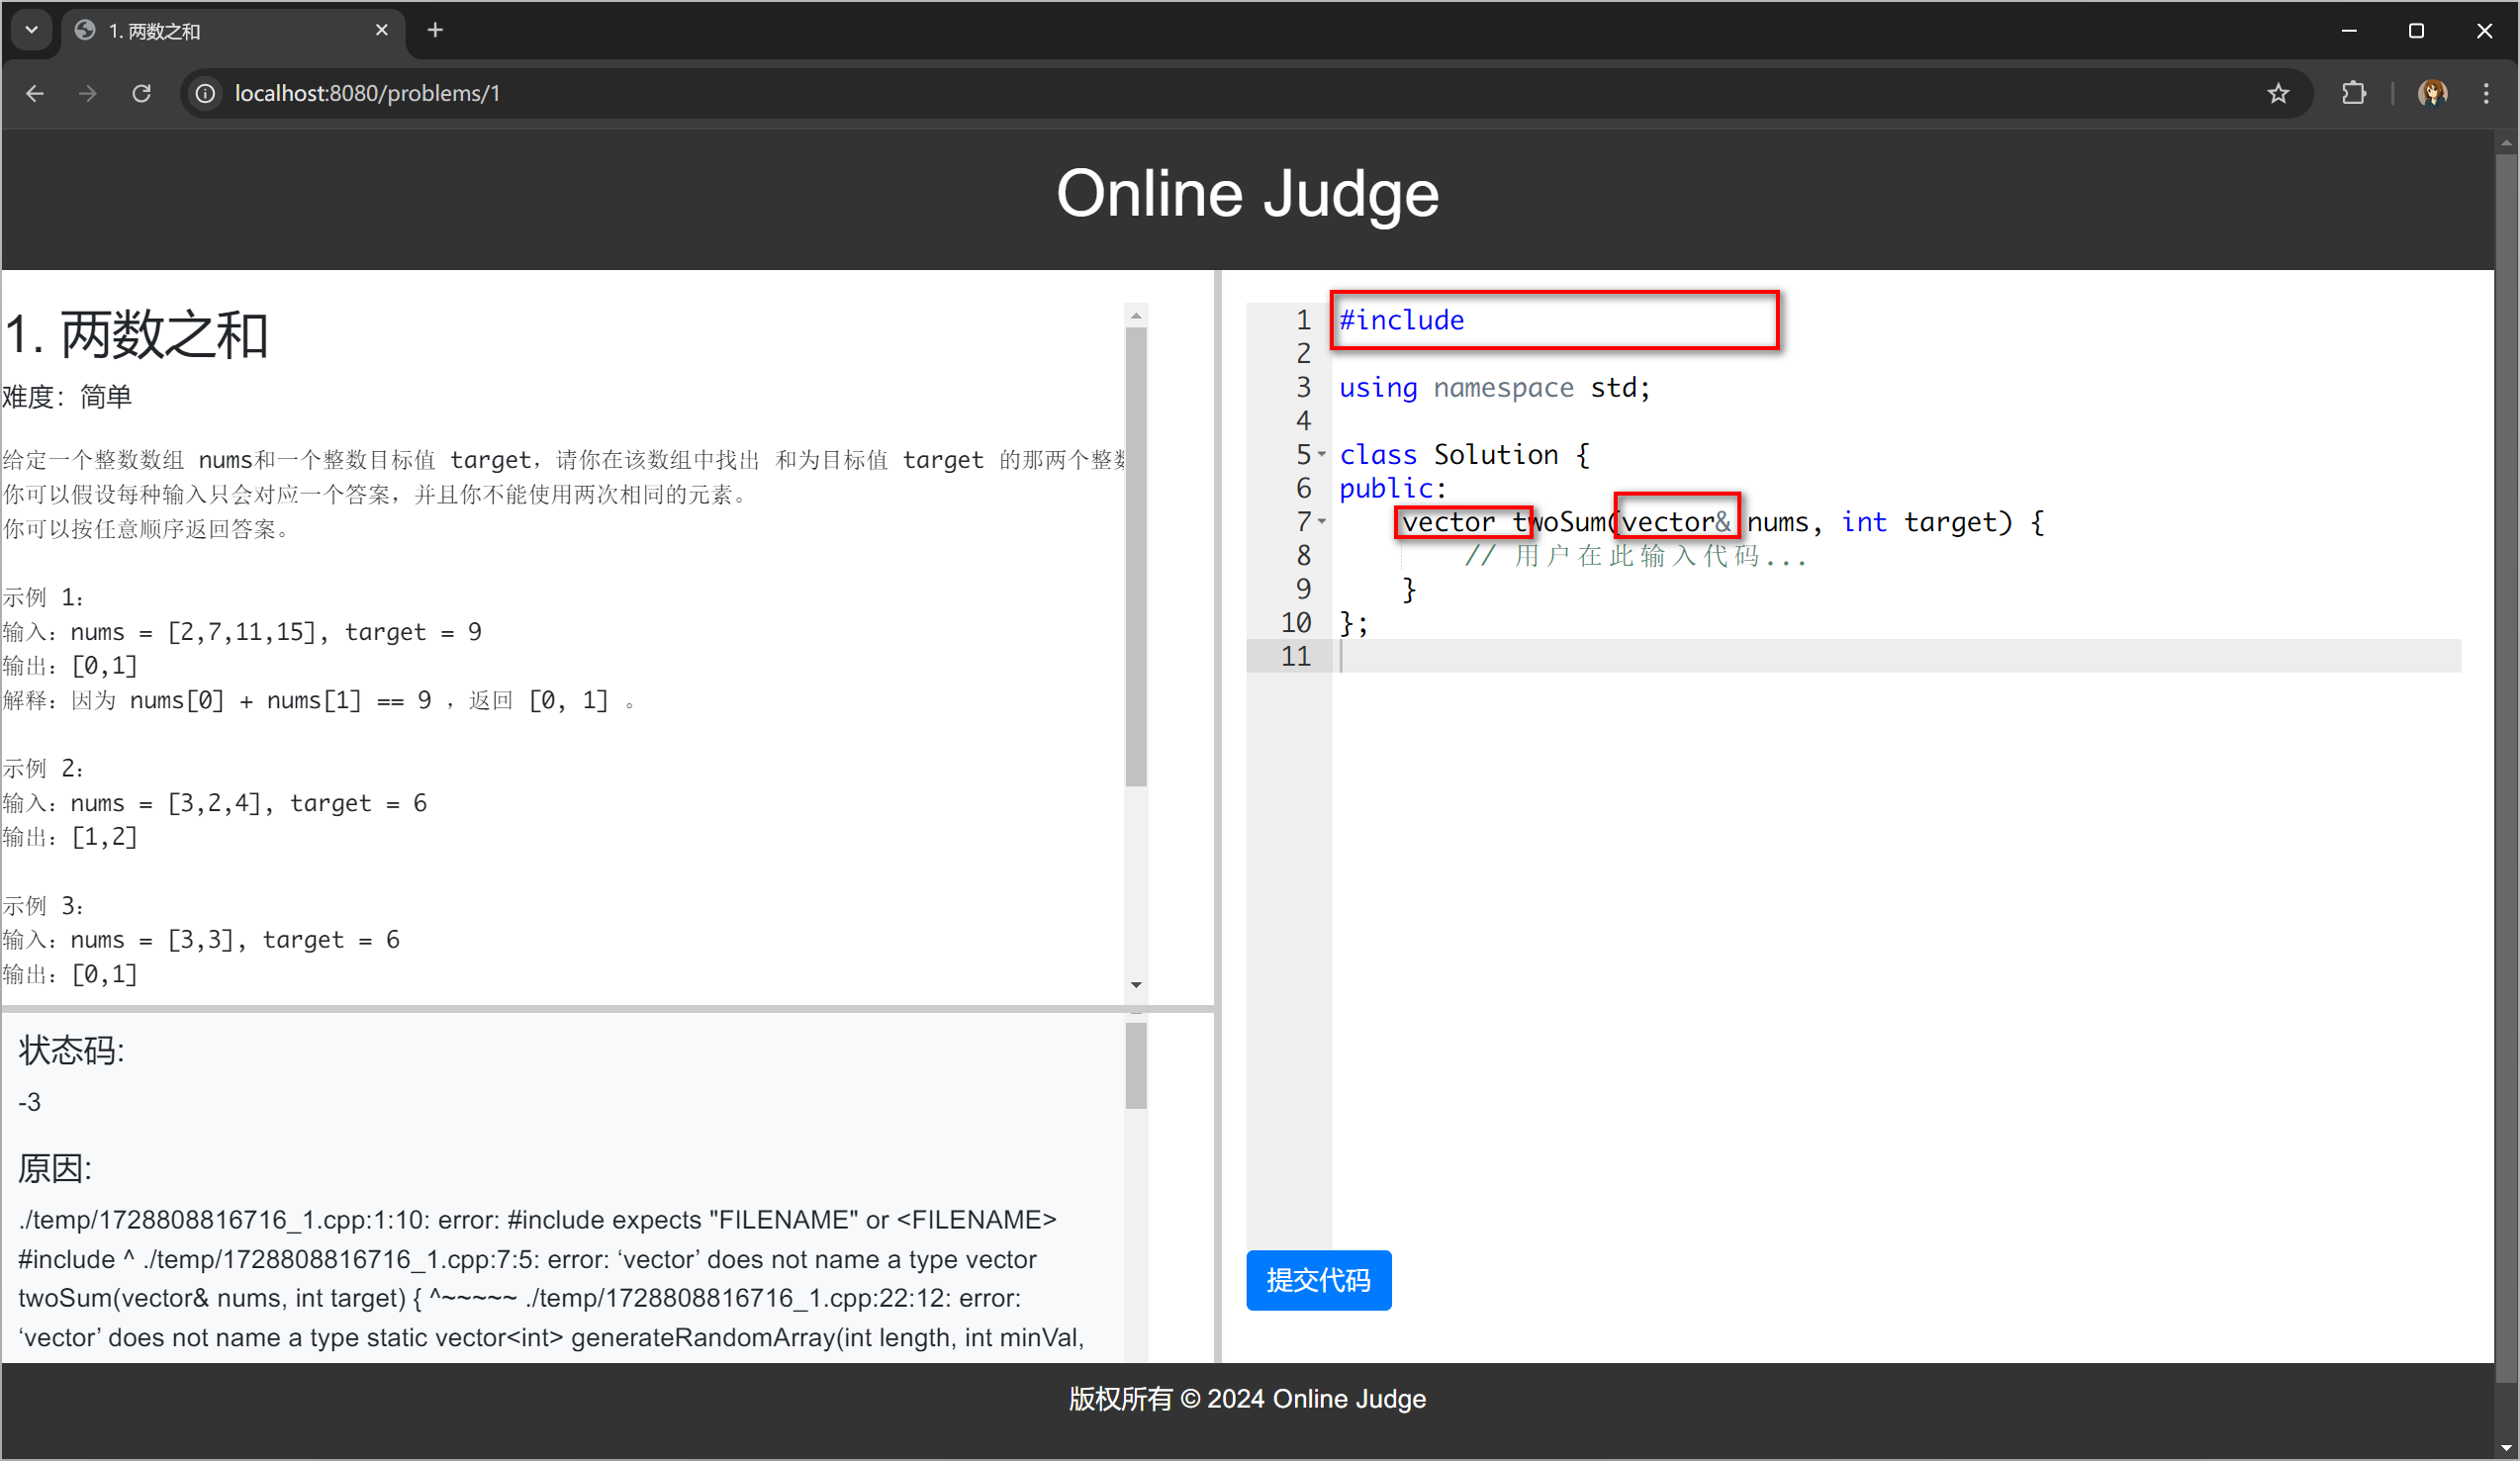 1. 两数之和
localhost:8080/problems/1
Online Judge
1. 两数之和
难度：简单
给定一个整数数组 nums和一个整数目标值 target，请你在该数组中找出 和为目标值 target 的那两个整数
你可以假设每种输入只会对应一个答案，并且你不能使用两次相同的元素。
你可以按任意顺序返回答案。
示例 1：
输入：nums = [2,7,11,15], target = 9
输出：[0,1]
解释：因为 nums[0] + nums[1] == 9 ，返回 [0, 1] 。
示例 2：
输入：nums = [3,2,4], target = 6
输出：[1,2]
示例 3：
输入：nums = [3,3], target = 6
输出：[0,1]
状态码:
-3
原因:
./temp/1728808816716_1.cpp:1:10: error: #include expects "FILENAME" or <FILENAME>
#include ^ ./temp/1728808816716_1.cpp:7:5: error: ‘vector’ does not name a type vector
twoSum(vector& nums, int target) { ^~~~~~ ./temp/1728808816716_1.cpp:22:12: error:
‘vector’ does not name a type static vector<int> generateRandomArray(int length, int minVal,
1 #include
2
3 using namespace std;
4
5 class Solution {
6 public:
7     vector twoSum(vector& nums, int target) {
8         // 用户在此输入代码...
9     }
10 };
11
提交代码
版权所有 © 2024 Online Judge